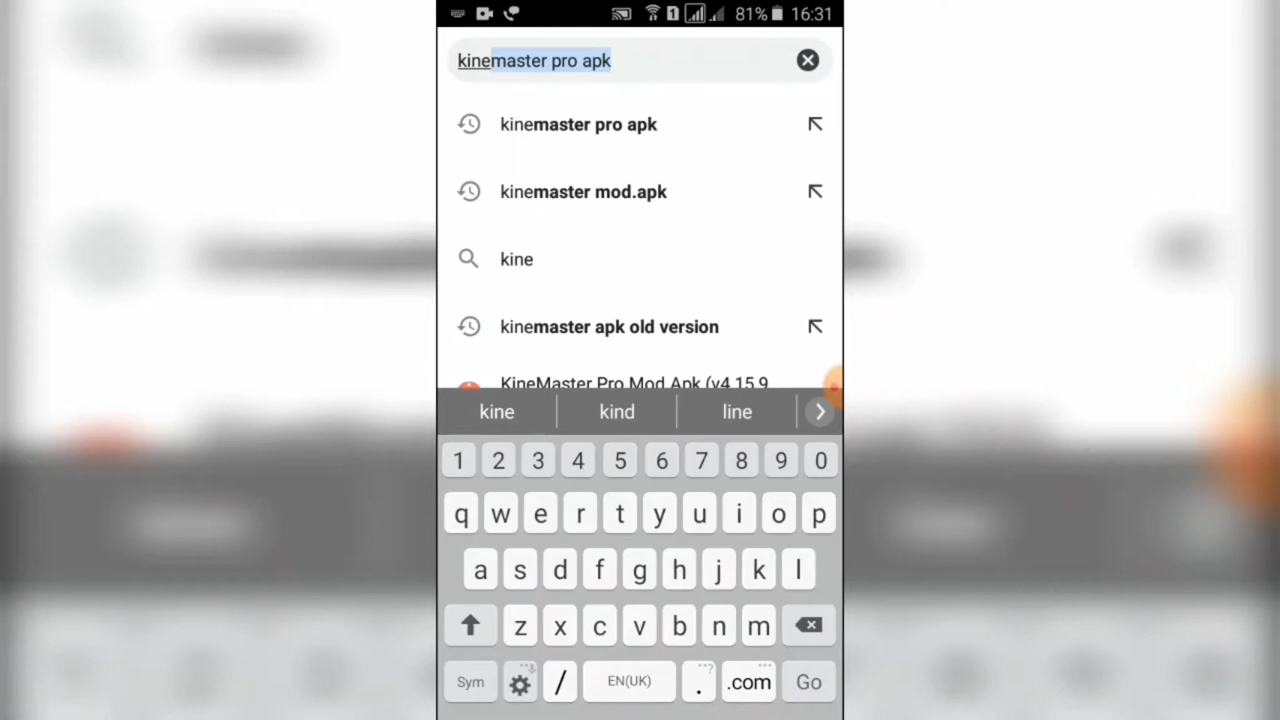 1 81% 16:31
kinemaster pro apk
kinemaster pro apk
kinemaster mod.apk
kine
kinemaster apk old version
KineMaster Pro Mod Apk (v4 15 9
kine kind line
1 2 3 4 5 6 7 8 9 0
q w e r t y u i o p
a s d f g h j k l
z x c v b n m
Sym / EN(UK) . .com Go